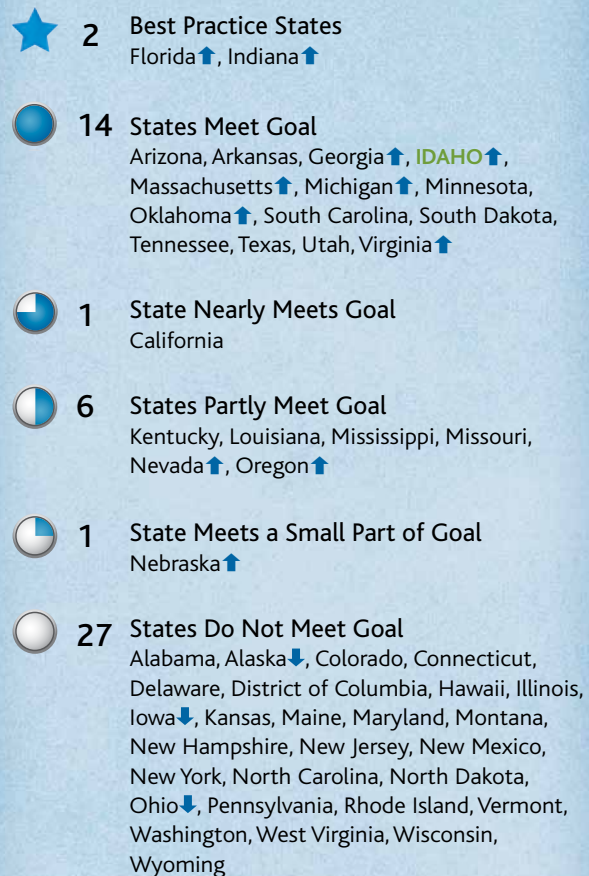 2 Best Practice States
Florida⬆, Indiana⬆
14 States Meet Goal
Arizona, Arkansas, Georgia⬆, IDAHO⬆,
Massachusetts⬆, Michigan⬆, Minnesota,
Oklahoma⬆, South Carolina, South Dakota,
Tennessee, Texas, Utah, Virginia⬆
1 State Nearly Meets Goal
California
6 States Partly Meet Goal
Kentucky, Louisiana, Mississippi, Missouri,
Nevada⬆, Oregon⬆
1 State Meets a Small Part of Goal
Nebraska⬆
27 States Do Not Meet Goal
Alabama, Alaska⬇, Colorado, Connecticut,
Delaware, District of Columbia, Hawaii, Illinois,
Iowa⬇, Kansas, Maine, Maryland, Montana,
New Hampshire, New Jersey, New Mexico,
New York, North Carolina, North Dakota,
Ohio⬇, Pennsylvania, Rhode Island, Vermont,
Washington, West Virginia, Wisconsin,
Wyoming